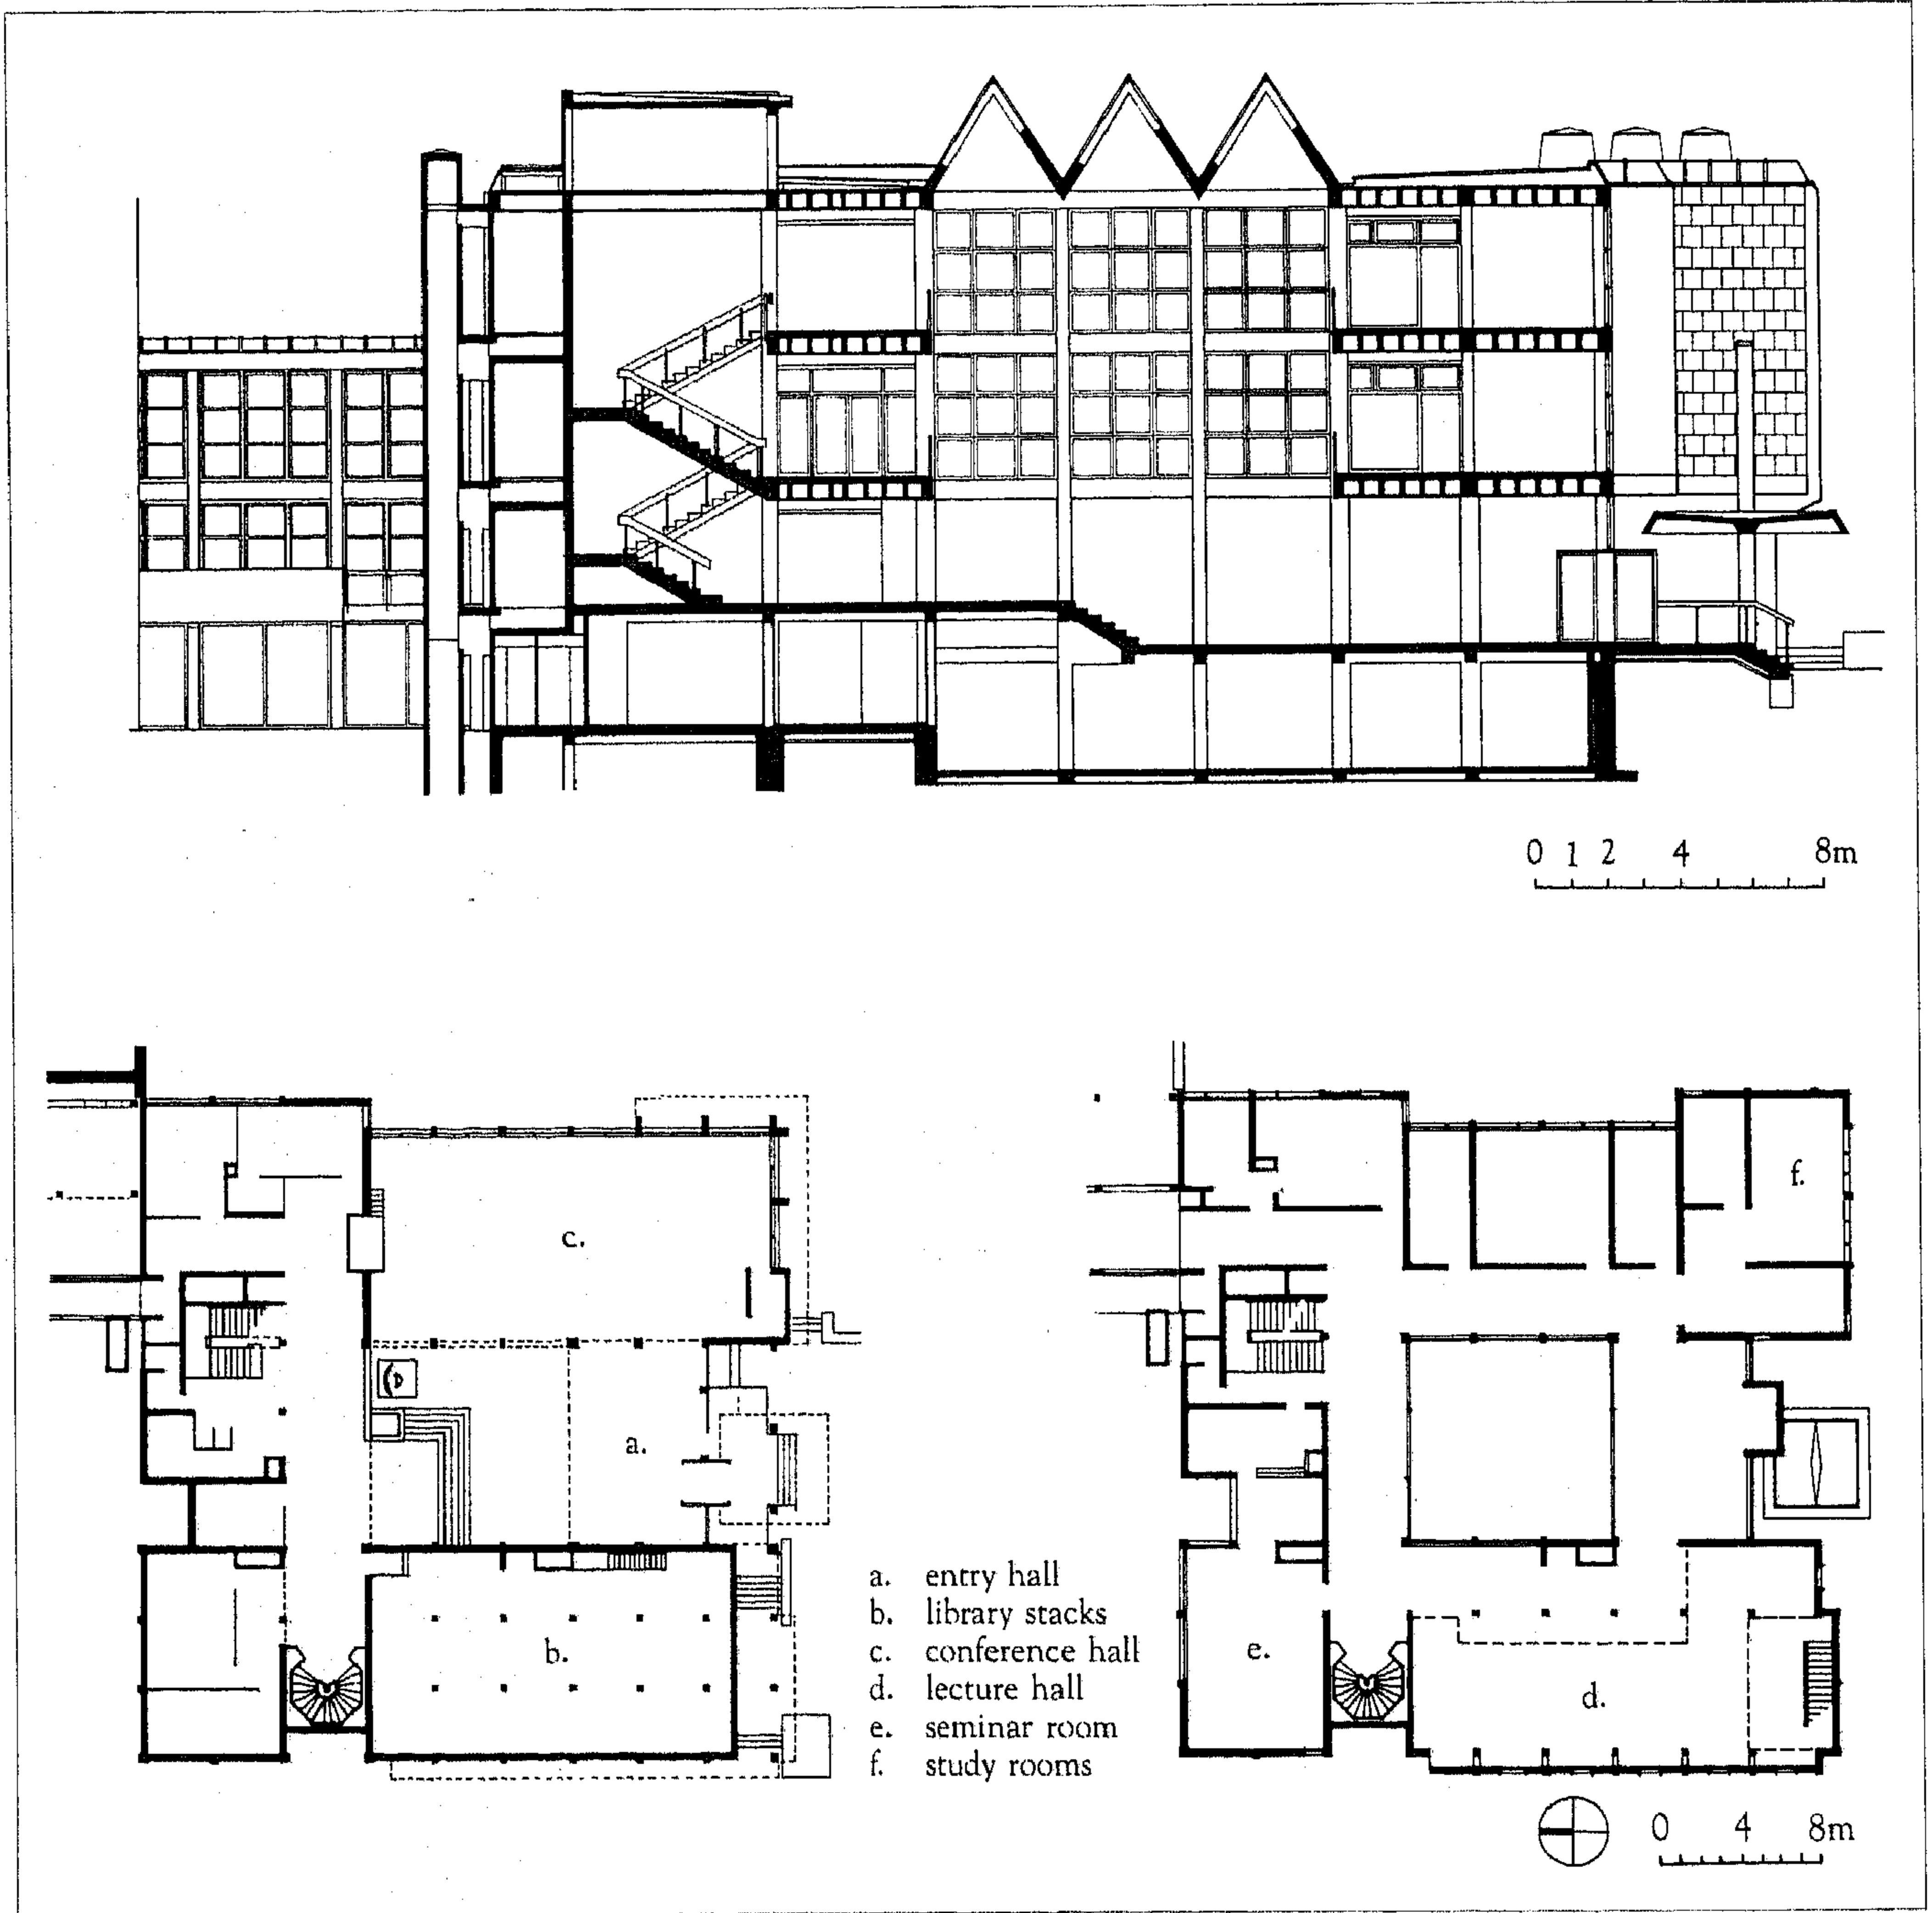 0 1 2 4 8m
c.
a.
b.
f.
e.
d.
a. entry hall
b. library stacks
c. conference hall
d. lecture hall
e. seminar room
f. study rooms
0 4 8m